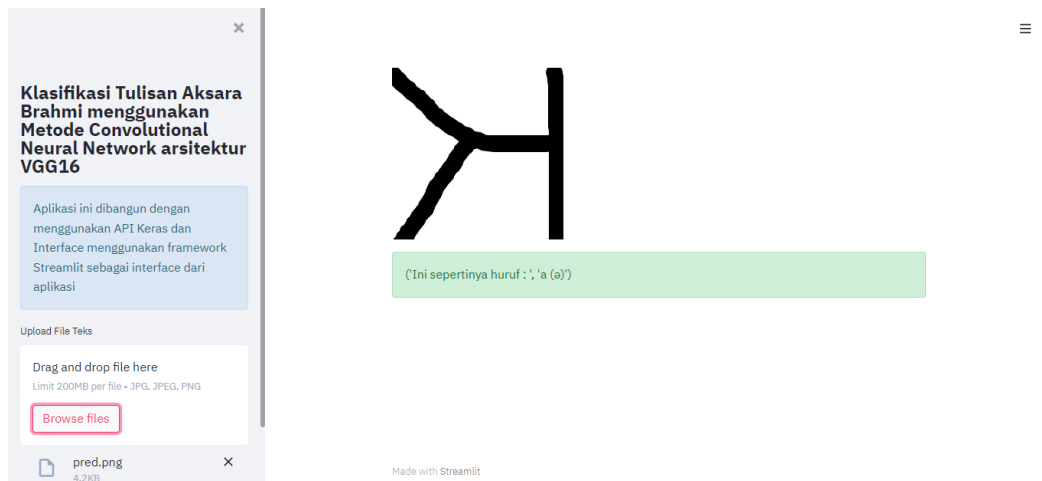 Klasifikasi Tulisan Aksara
Brahmi menggunakan
Metode Convolutional
Neural Network arsitektur
VGG16
Aplikasi ini dibangun dengan
menggunakan API Keras dan
Interface menggunakan framework
Streamlit sebagai interface dari
aplikasi
Upload File Teks
Drag and drop file here
Limit 200MB per file • JPG, JPEG, PNG
Browse files
pred.png
4.2KB
𑀅
('Ini sepertinya huruf : ', 'a (ə)')
Made with Streamlit